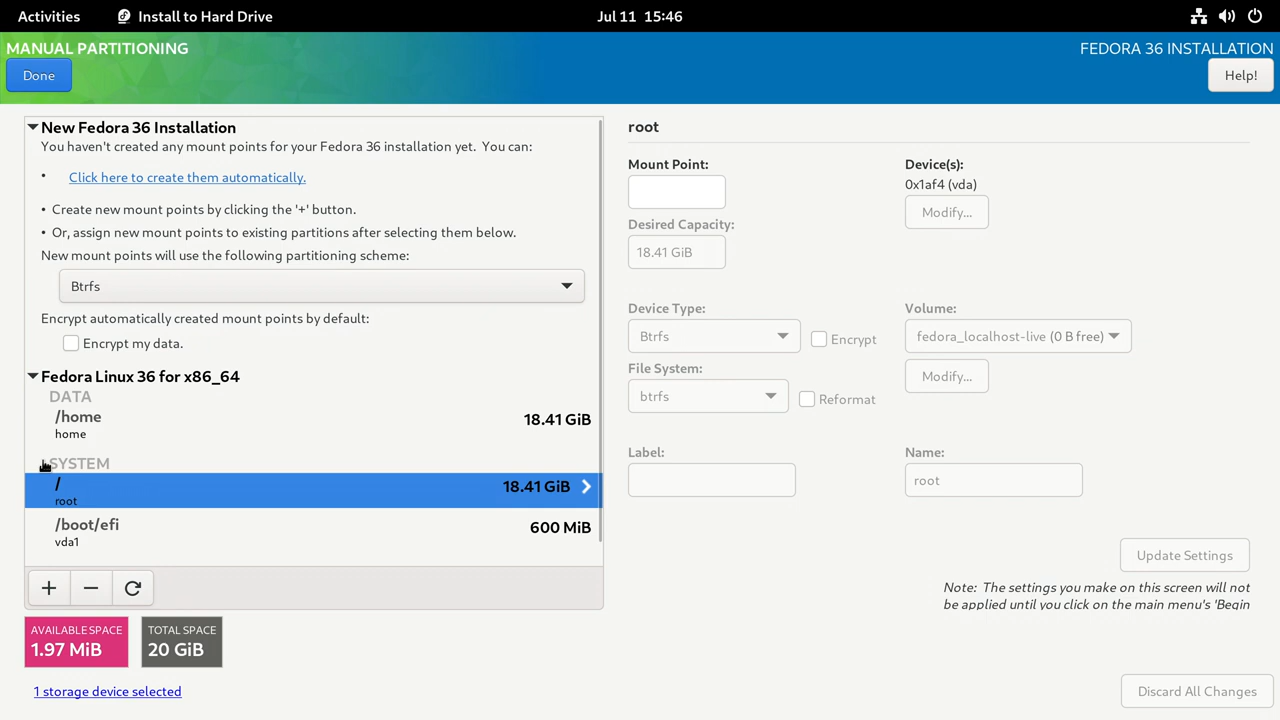 Activities
Install to Hard Drive
Jul 11 15:46
MANUAL PARTITIONING
FEDORA 36 INSTALLATION
Done
Help!
New Fedora 36 Installation
You haven't created any mount points for your Fedora 36 installation yet. You can:
• Click here to create them automatically.
• Create new mount points by clicking the '+' button.
• Or, assign new mount points to existing partitions after selecting them below.
New mount points will use the following partitioning scheme:
Btrfs
Encrypt automatically created mount points by default:
Encrypt my data.
Fedora Linux 36 for x86_64
DATA
/home
18.41 GiB
home
SYSTEM
/
18.41 GiB
root
/boot/efi
600 MiB
vda1
AVAILABLE SPACE
1.97 MiB
TOTAL SPACE
20 GiB
1 storage device selected
root
Mount Point:
Desired Capacity:
18.41 GiB
Device(s):
0x1af4 (vda)
Modify...
Device Type:
Btrfs
Encrypt
Volume:
fedora_localhost-live (0 B free)
File System:
btrfs
Reformat
Modify...
Label:
Name:
root
Update Settings
Note: The settings you make on this screen will not
be applied until you click on the main menu's 'Begin
Discard All Changes